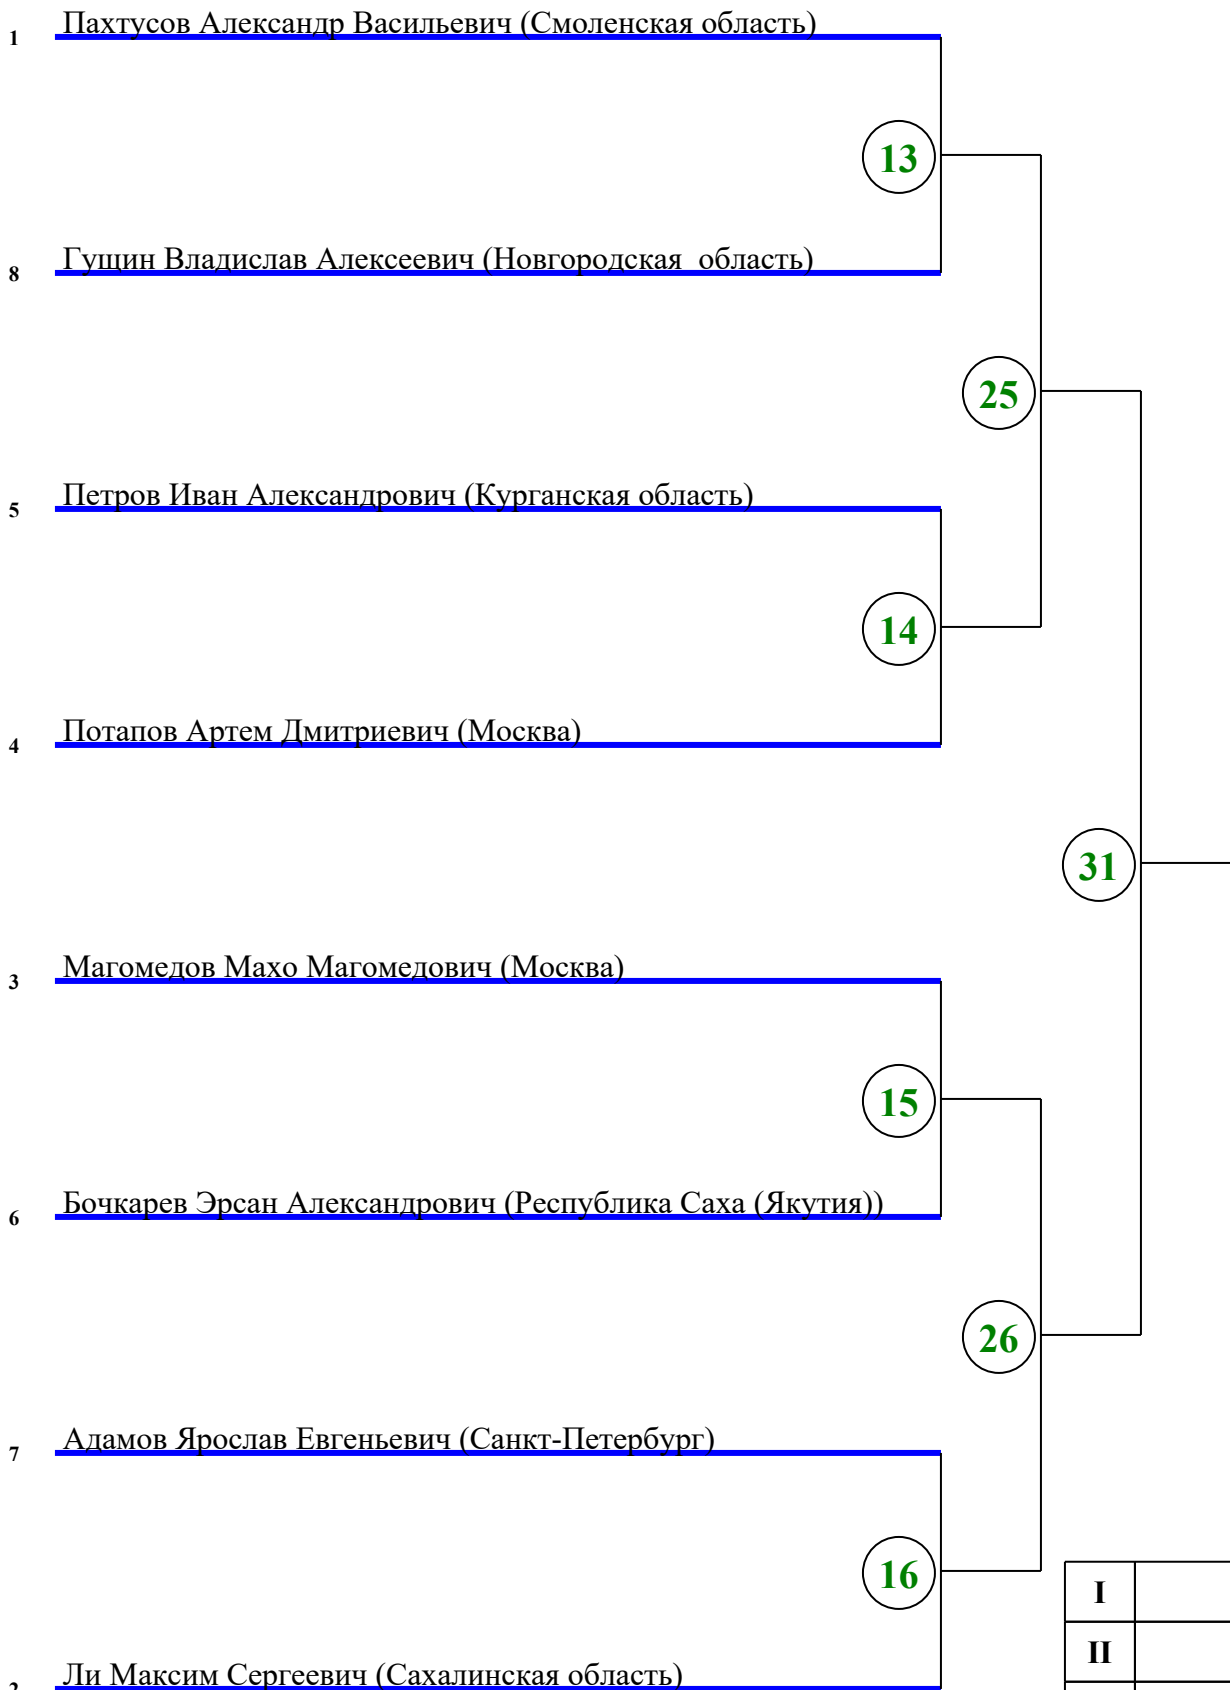 Пахтусов Александр Васильевич (Смоленская область)
1
13
Гущин Владислав Алексеевич (Новгородская область)
8
25
Петров Иван Александрович (Курганская область)
5
14
Потапов Артем Дмитриевич (Москва)
4
31
Магомедов Махо Магомедович (Москва)
3
15
Бочкарев Эрсан Александрович (Республика Саха (Якутия))
6
26
Адамов Ярослав Евгеньевич (Санкт-Петербург)
7
16
I
II
Ли Максим Сергеевич (Сахалинская область)
2